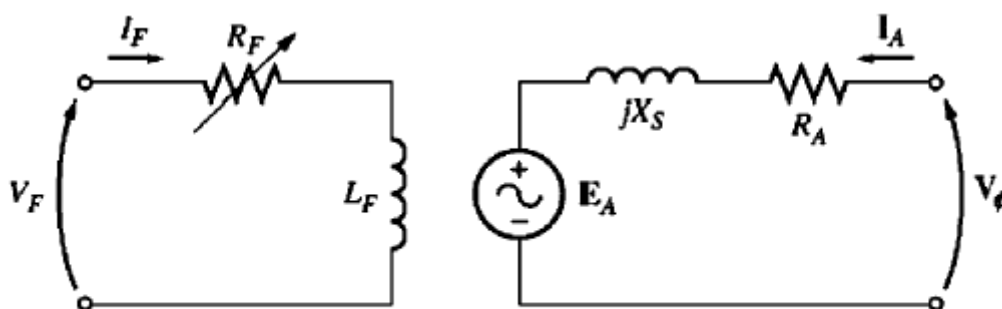 I_F
R_F
I_A
jX_S
R_A
V_F
L_F
+
E_A
−
V_ϕ